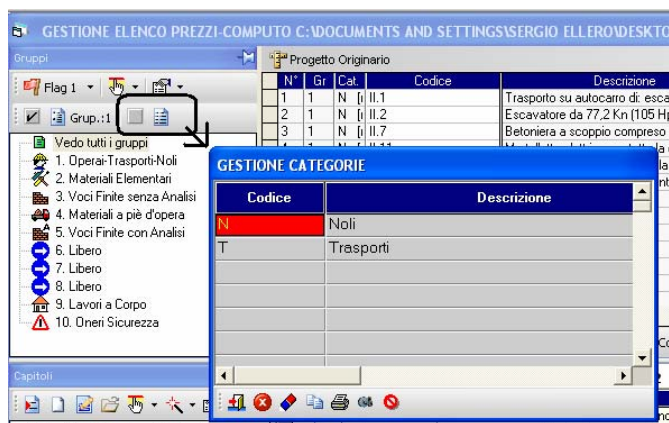 GESTIONE ELENCO PREZZI-COMPUTO C:\DOCUMENTS AND SETTINGS\SERGIO ELLERO\DESKTO
Gruppi
Progetto Originario
Flag 1
N° Gr Cat. Codice Descrizione
1 1 N II.1 Trasporto su autocarro di: esca
Grup.:1
2 1 N II.2 Escavatore da 77,2 Kn (105 Hp
3 1 N II.7 Betoniera a scoppio compreso
Vedo tutti i gruppi
1. Operai-Trasporti-Noli
2. Materiali Elementari
3. Voci Finite senza Analisi
4. Materiali a piè d'opera
5. Voci Finite con Analisi
6. Libero
7. Libero
8. Libero
9. Lavori a Corpo
10. Oneri Sicurezza
GESTIONE CATEGORIE
Codice Descrizione
N Noli
T Trasporti
Capitoli